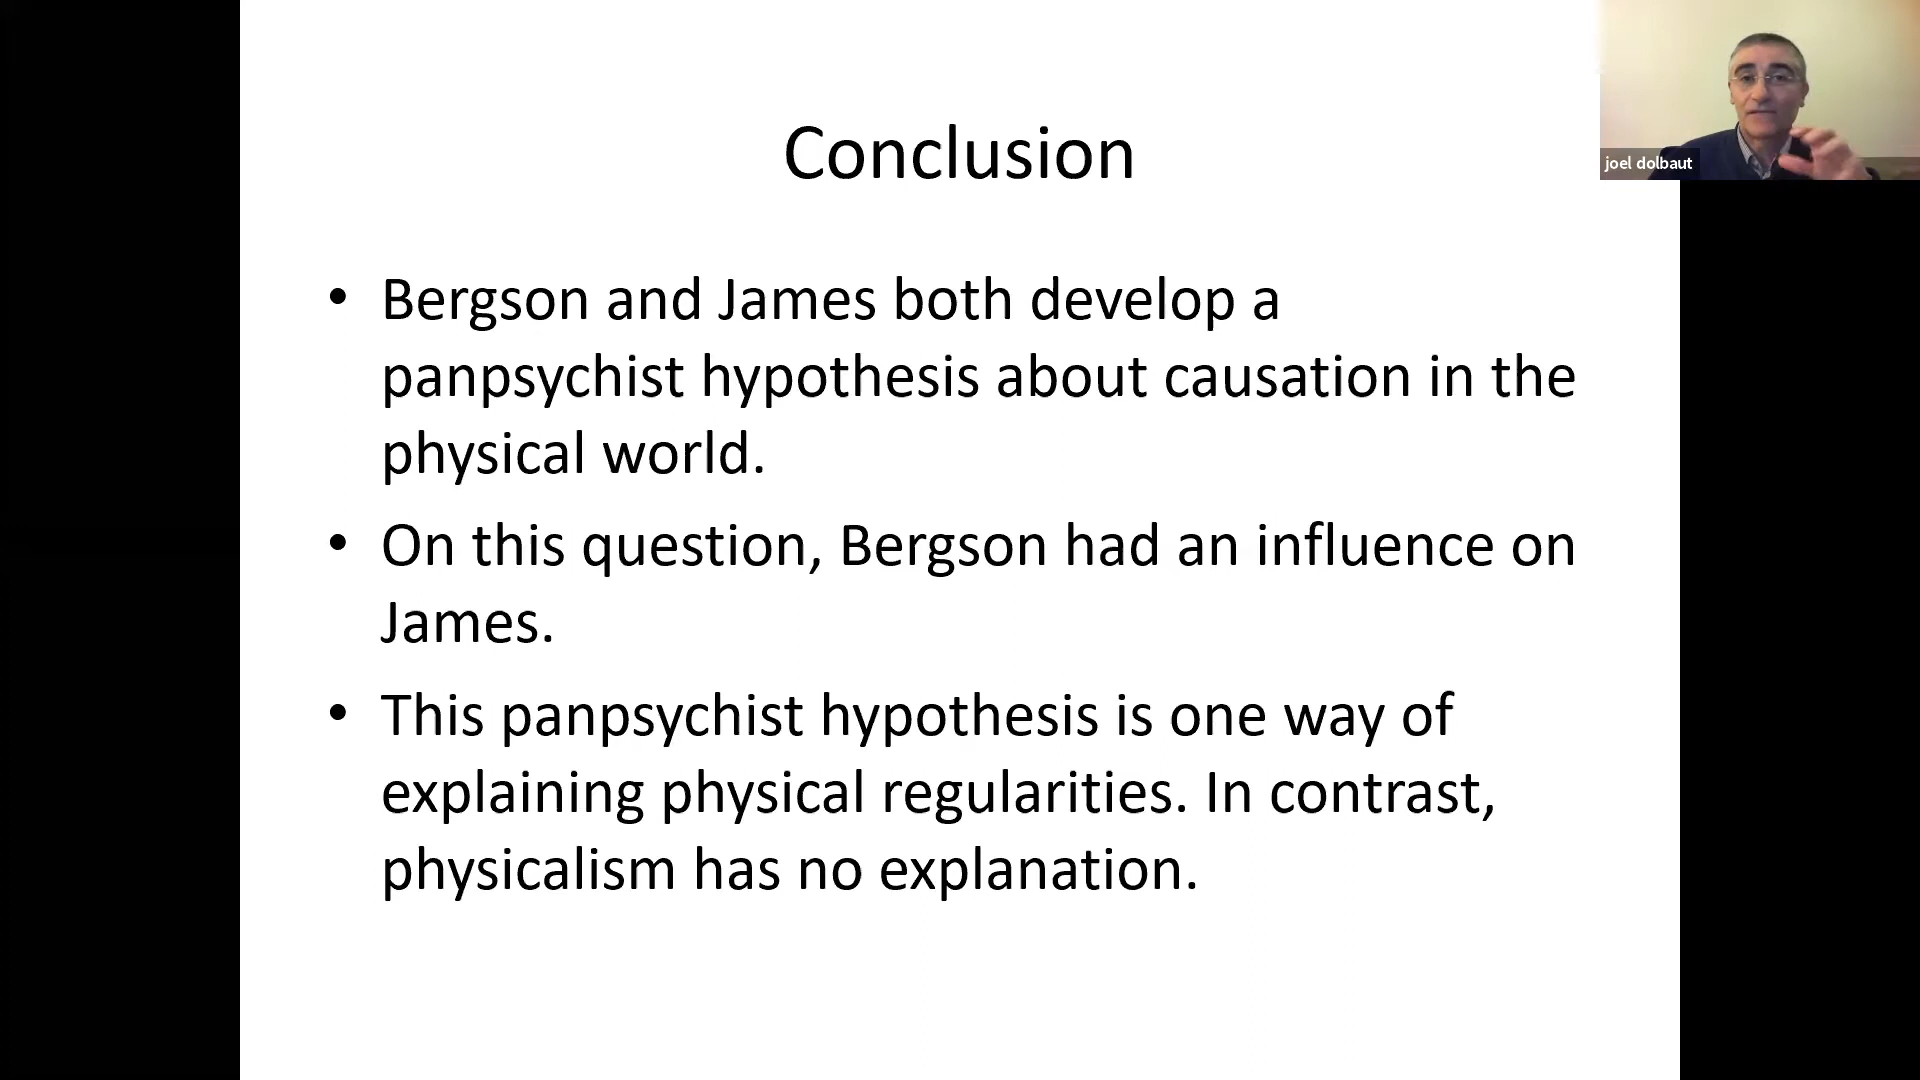 Conclusion
• Bergson and James both develop a
panpsychist hypothesis about causation in the
physical world.
• On this question, Bergson had an influence on
James.
• This panpsychist hypothesis is one way of
explaining physical regularities. In contrast,
physicalism has no explanation.
joel dolbaut